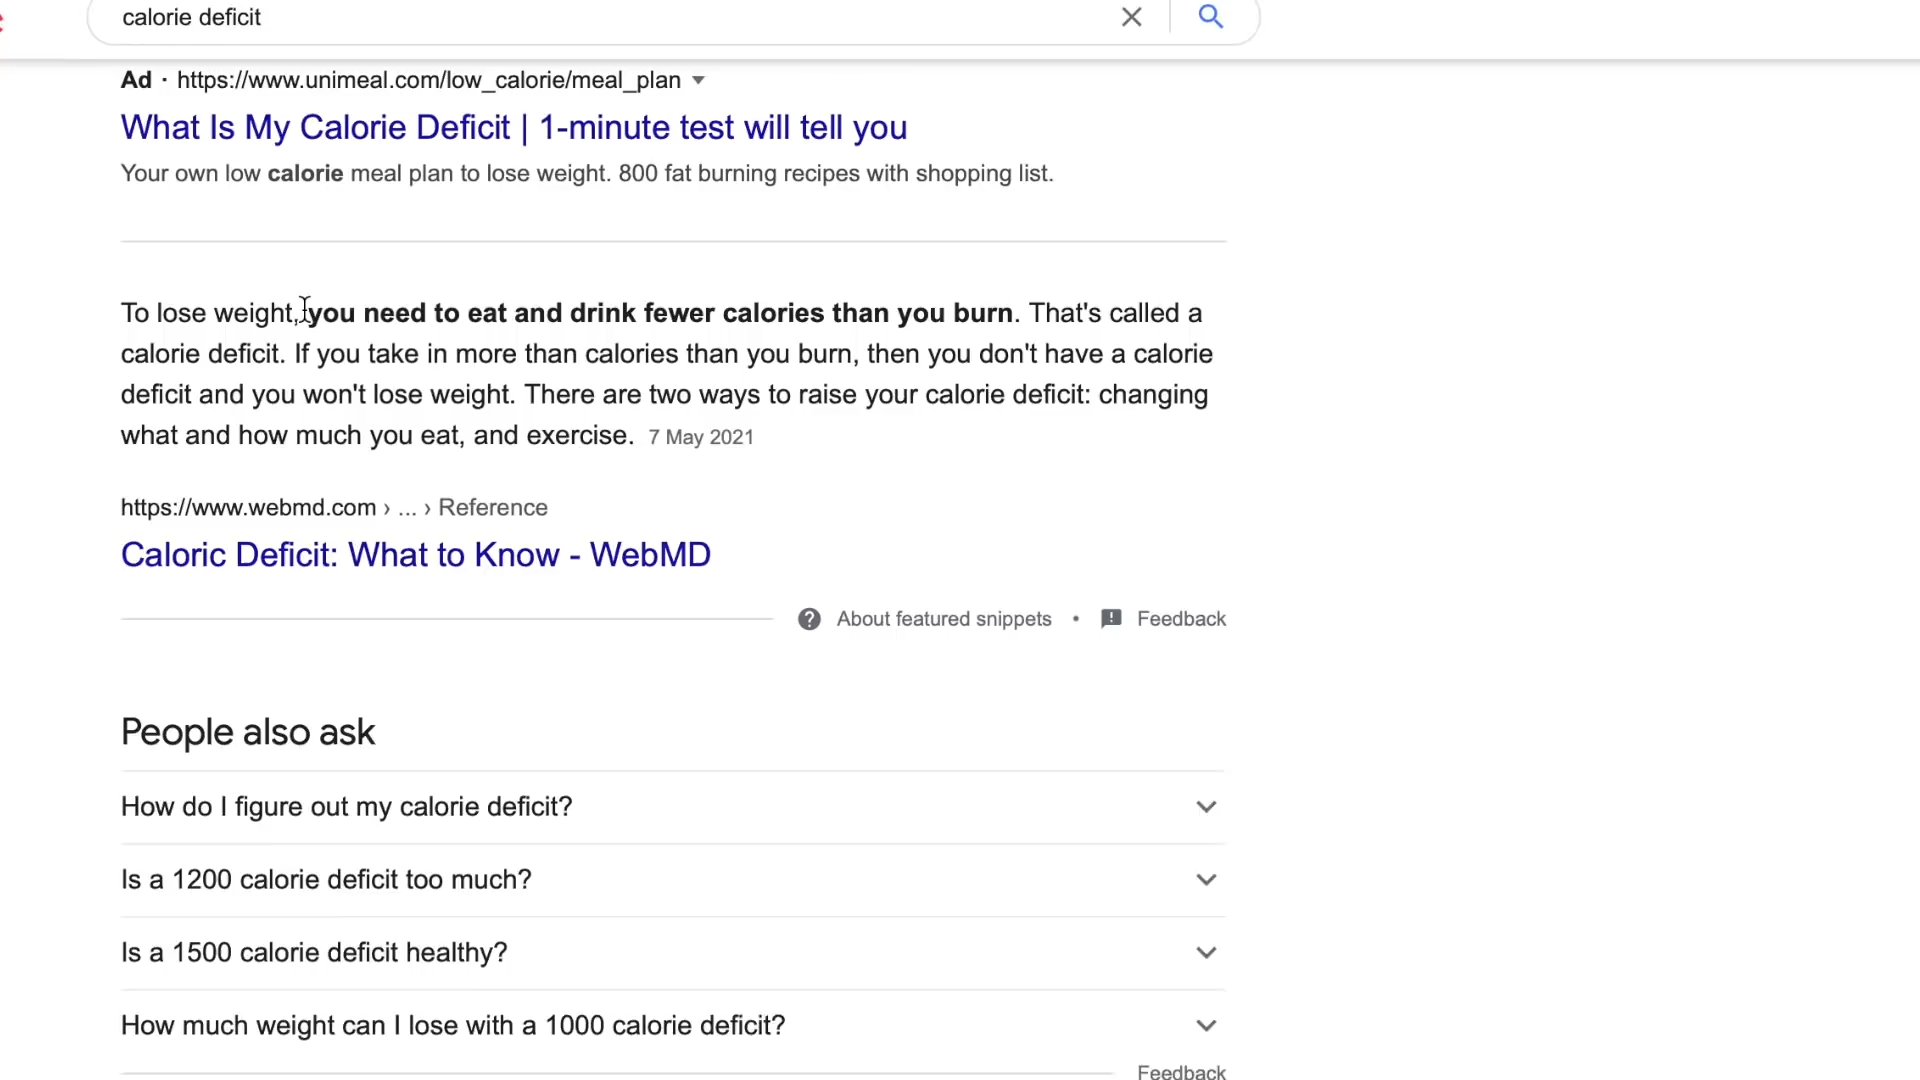 calorie deficit
Ad · https://www.unimeal.com/low_calorie/meal_plan
What Is My Calorie Deficit | 1-minute test will tell you
Your own low calorie meal plan to lose weight. 800 fat burning recipes with shopping list.
To lose weight, you need to eat and drink fewer calories than you burn. That's called a
calorie deficit. If you take in more than calories than you burn, then you don't have a calorie
deficit and you won't lose weight. There are two ways to raise your calorie deficit: changing
what and how much you eat, and exercise. 7 May 2021
https://www.webmd.com › ... › Reference
Caloric Deficit: What to Know - WebMD
About featured snippets • Feedback
People also ask
How do I figure out my calorie deficit?
Is a 1200 calorie deficit too much?
Is a 1500 calorie deficit healthy?
How much weight can I lose with a 1000 calorie deficit?
Feedback